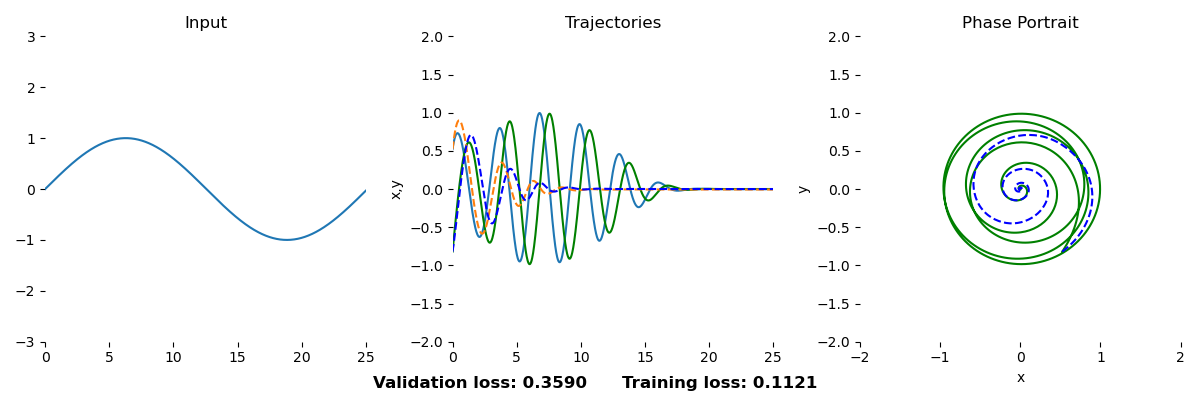 Input
3
2
1
0
−1
−2
−3
0 5 10 15 20 25
Trajectories
x,y
2.0
1.5
1.0
0.5
0.0
−0.5
−1.0
−1.5
−2.0
0 5 10 15 20 25
Phase Portrait
y
2.0
1.5
1.0
0.5
0.0
−0.5
−1.0
−1.5
−2.0
−2 −1 0 1 2
x
Validation loss: 0.3590 Training loss: 0.1121